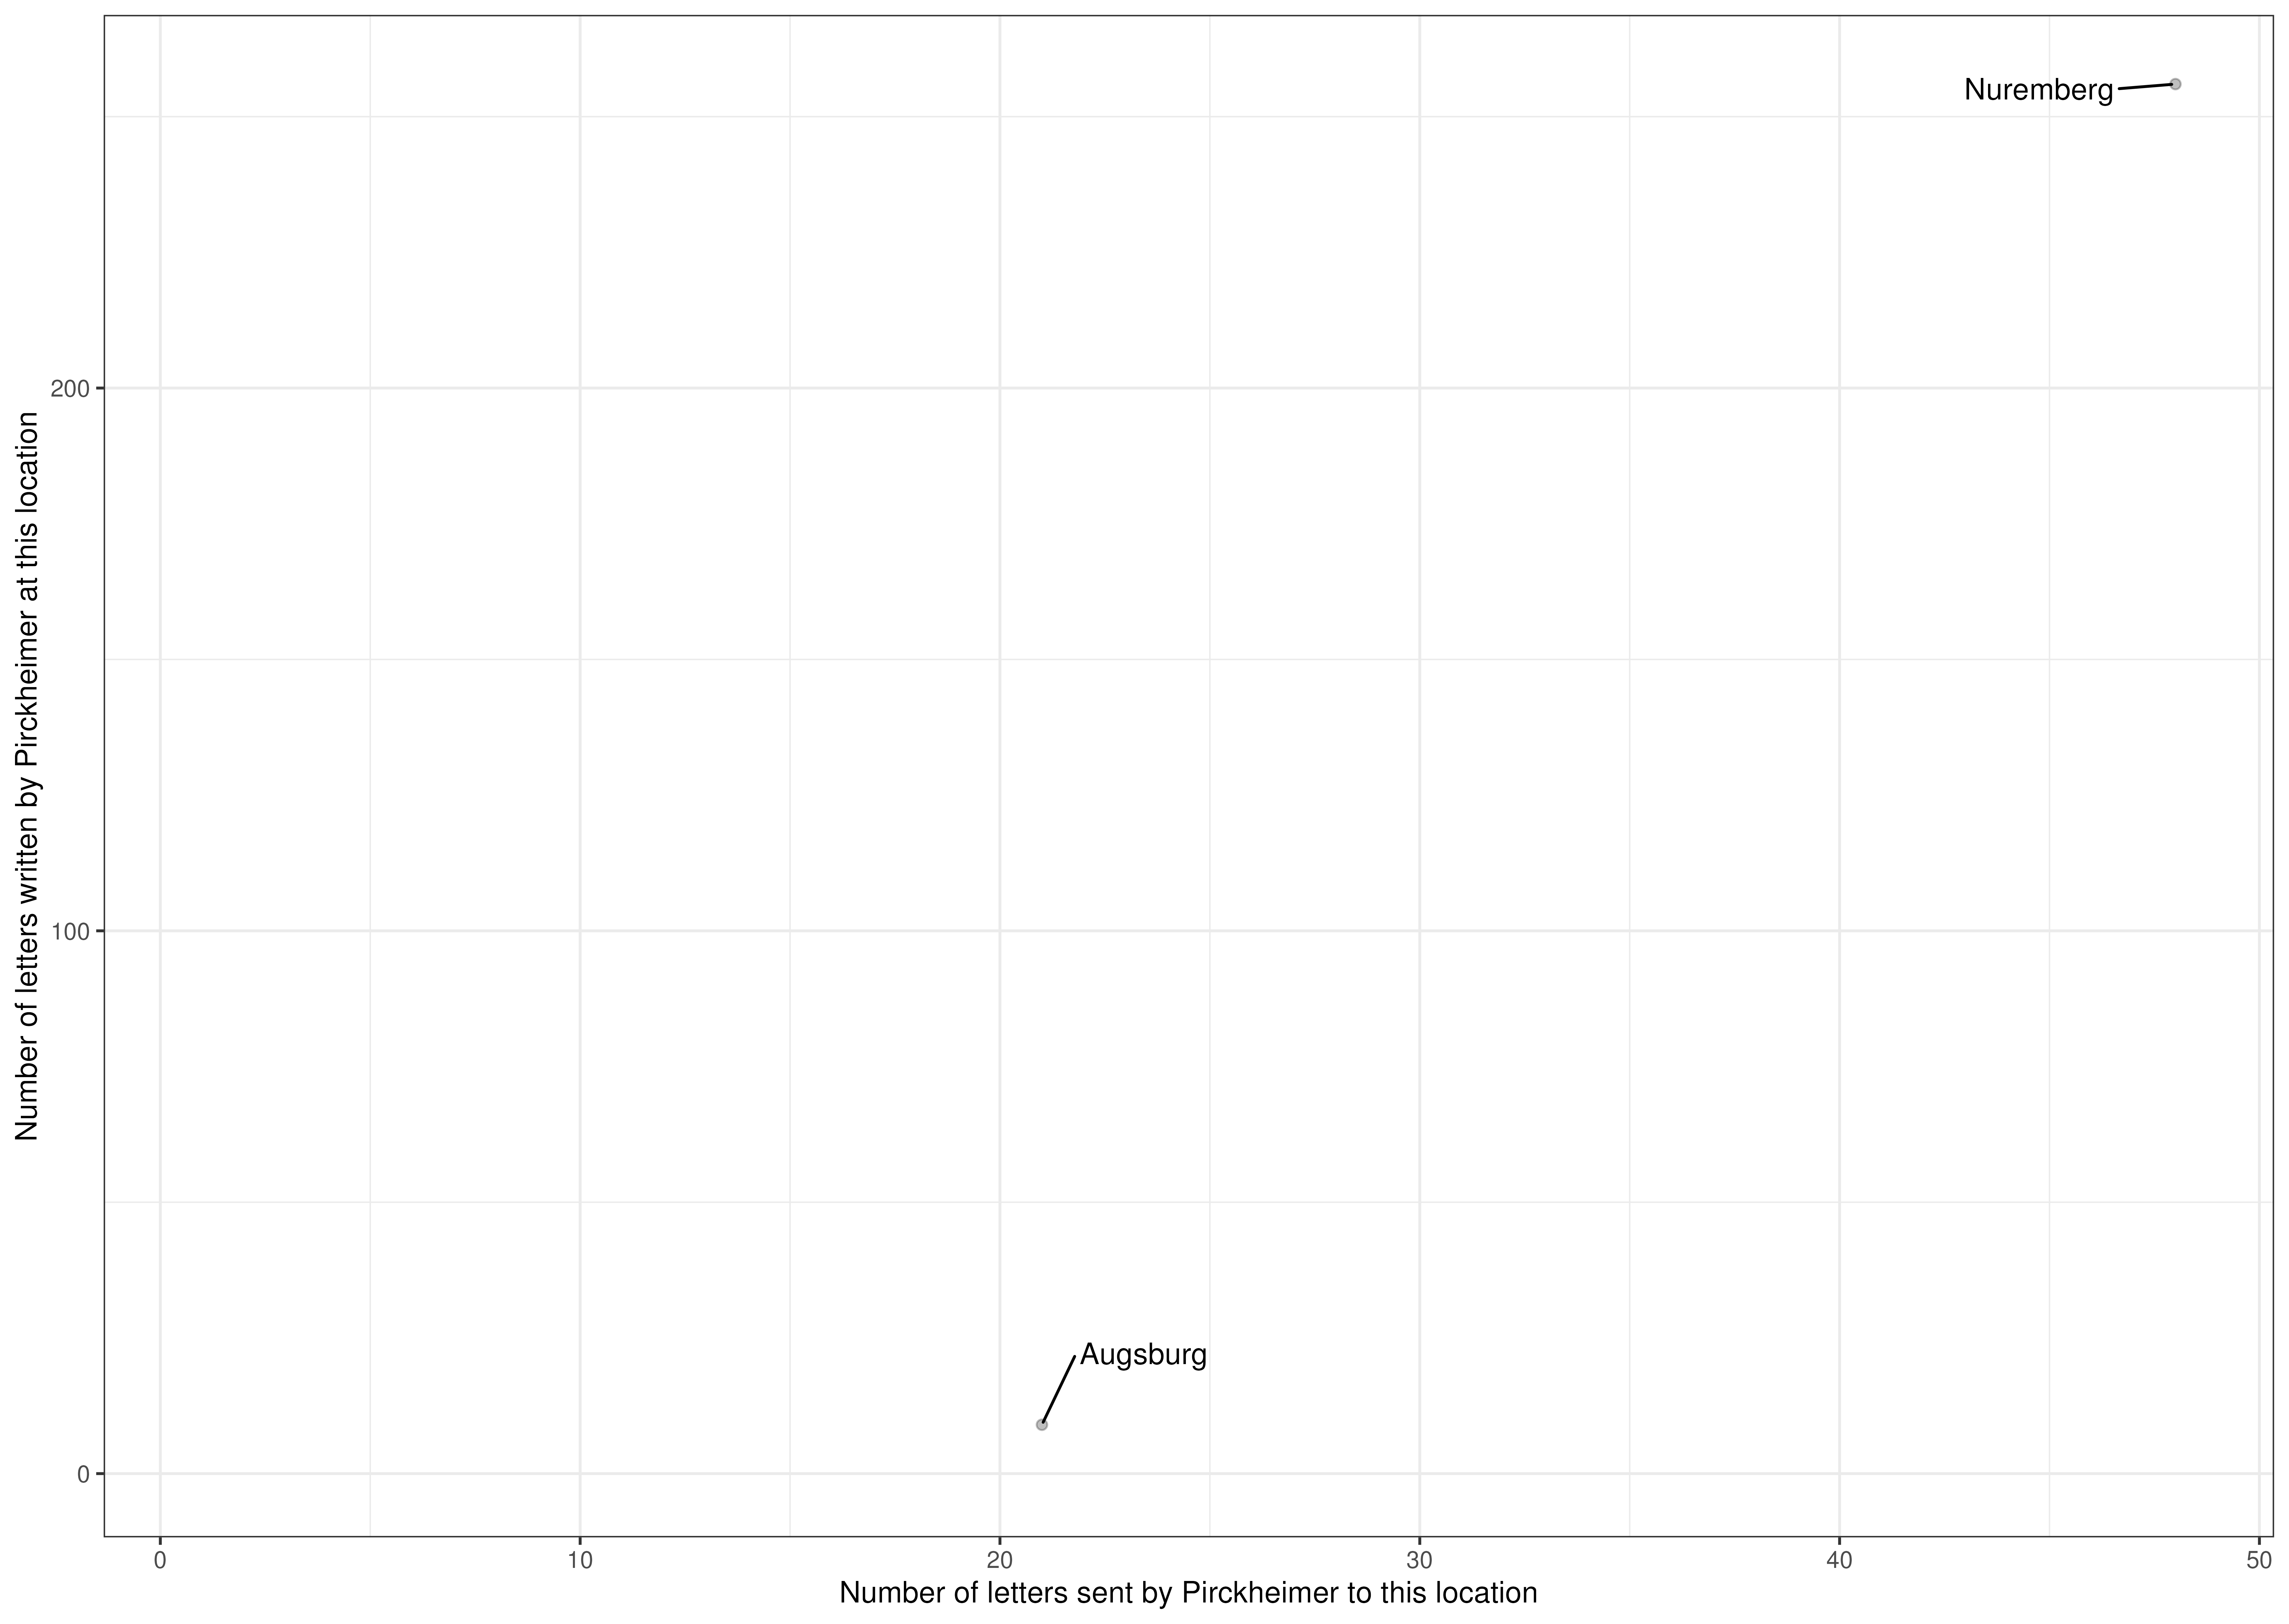 Nuremberg
200
100
0
Augsburg
0 10 20 30 40 50
Number of letters sent by Pirckheimer to this location
Number of letters written by Pirckheimer at this location